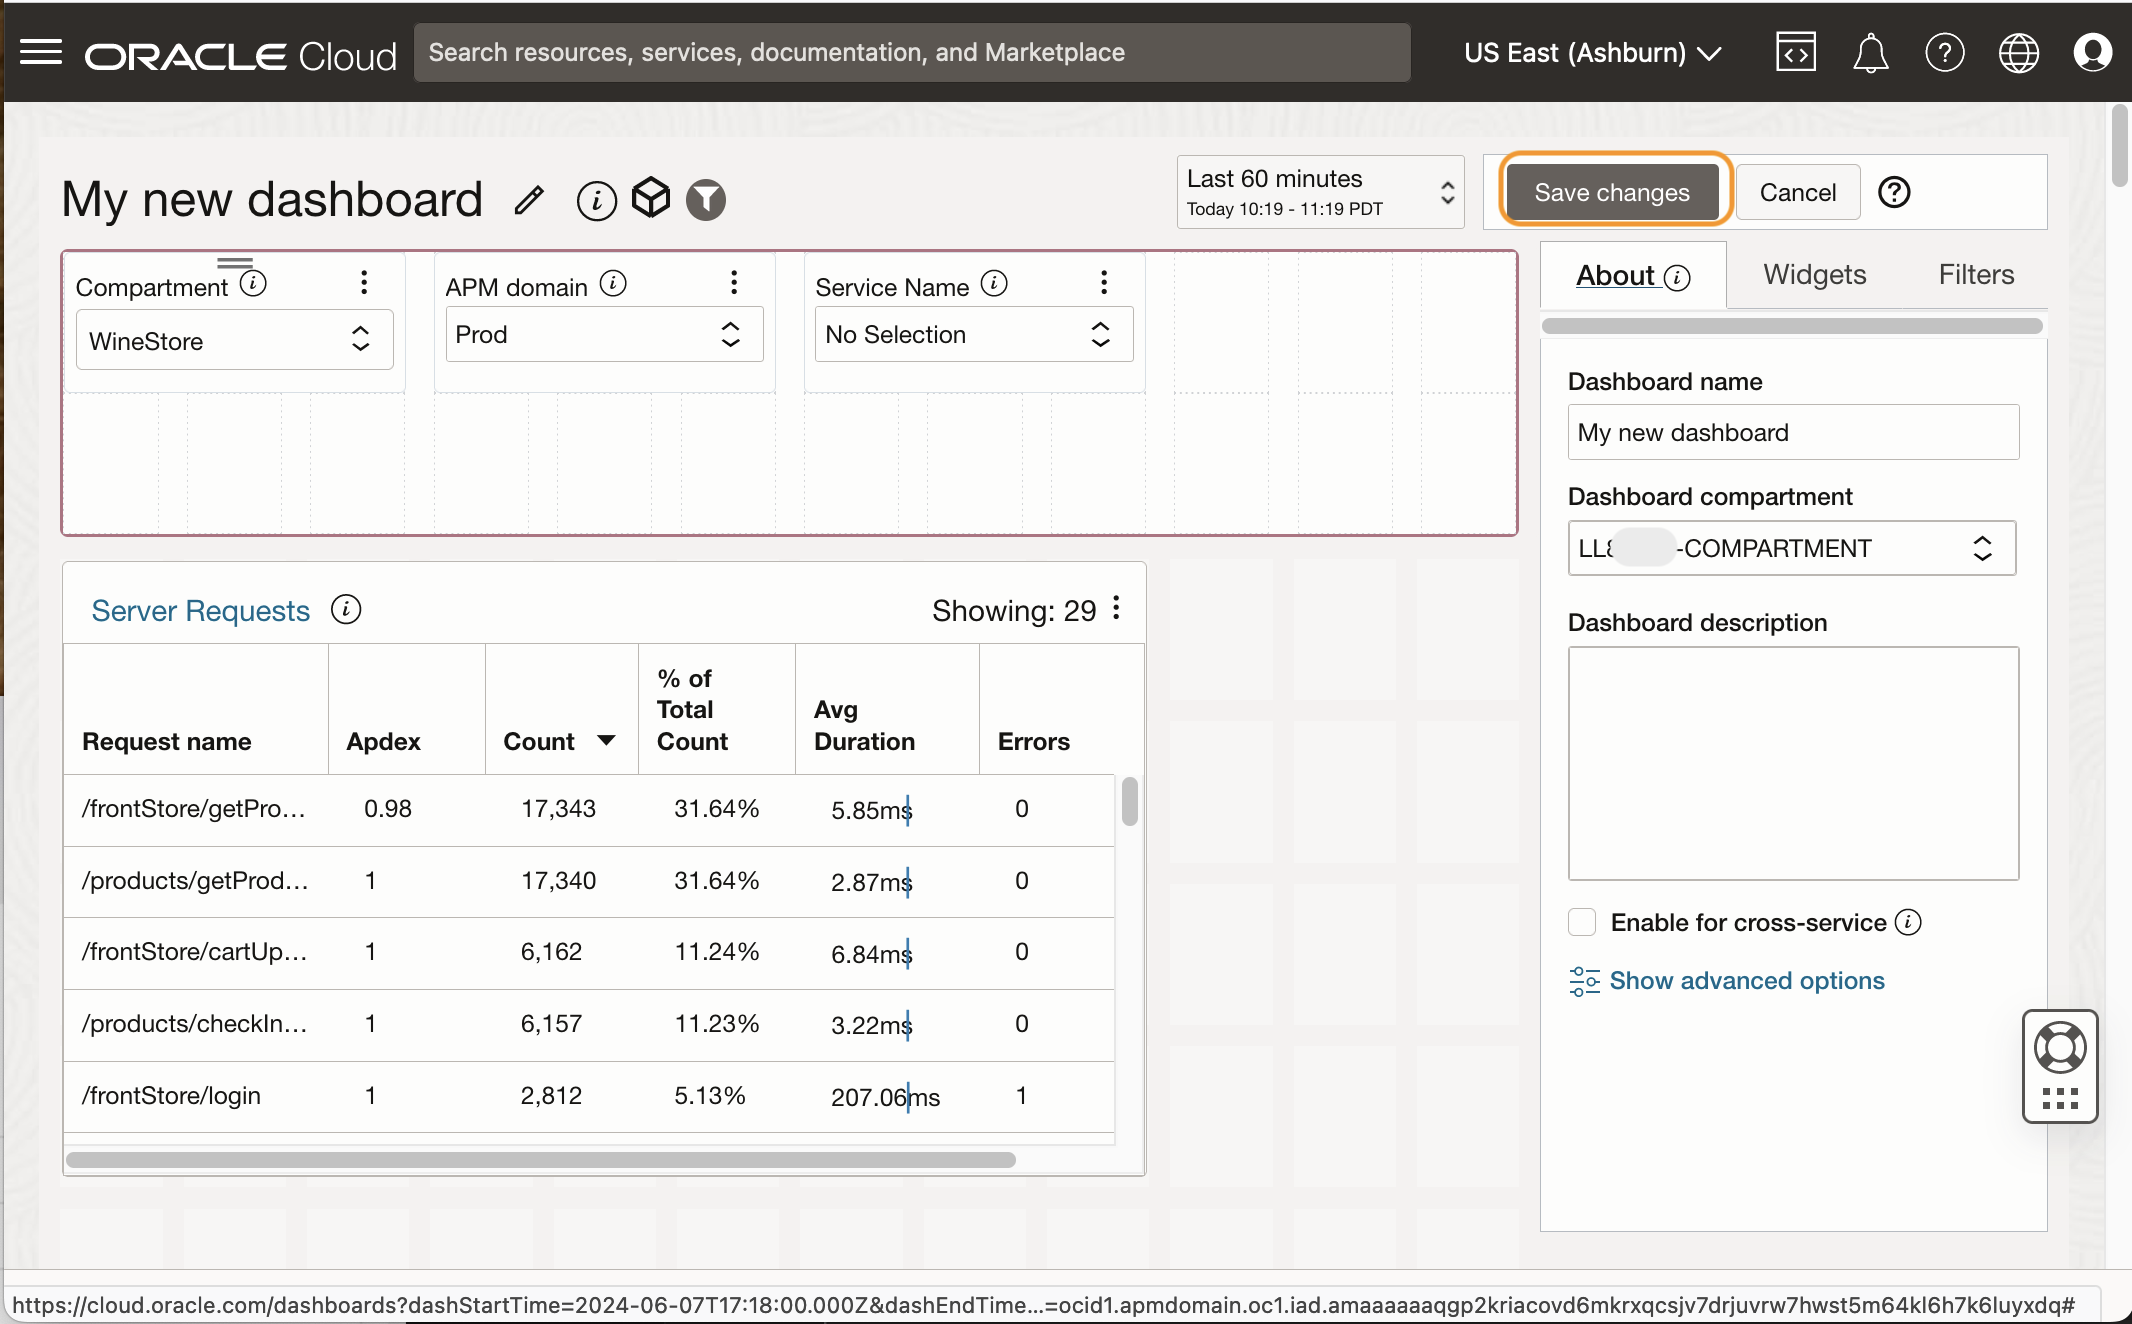 ORACLE Cloud
Search resources, services, documentation, and Marketplace
US East (Ashburn)
My new dashboard
Last 60 minutes
Today 10:19 - 11:19 PDT
Save changes
Cancel
Compartment
WineStore
APM domain
Prod
Service Name
No Selection
Server Requests
Showing: 29
Request name
Apdex
Count
% of Total Count
Avg Duration
Errors
/frontStore/getPro... 0.98 17,343 31.64% 5.85ms 0
/products/getProd... 1 17,340 31.64% 2.87ms 0
/frontStore/cartUp... 1 6,162 11.24% 6.84ms 0
/products/checkIn... 1 6,157 11.23% 3.22ms 0
/frontStore/login 1 2,812 5.13% 207.06ms 1
About
Widgets
Filters
Dashboard name
My new dashboard
Dashboard compartment
LL -COMPARTMENT
Dashboard description
Enable for cross-service
Show advanced options
https://cloud.oracle.com/dashboards?dashStartTime=2024-06-07T17:18:00.000Z&dashEndTime...=ocid1.apmdomain.oc1.iad.amaaaaaaqgp2kriacovd6mkrxqcsjv7drjuvrw7hwst5m64kl6h7k6luyxdq#